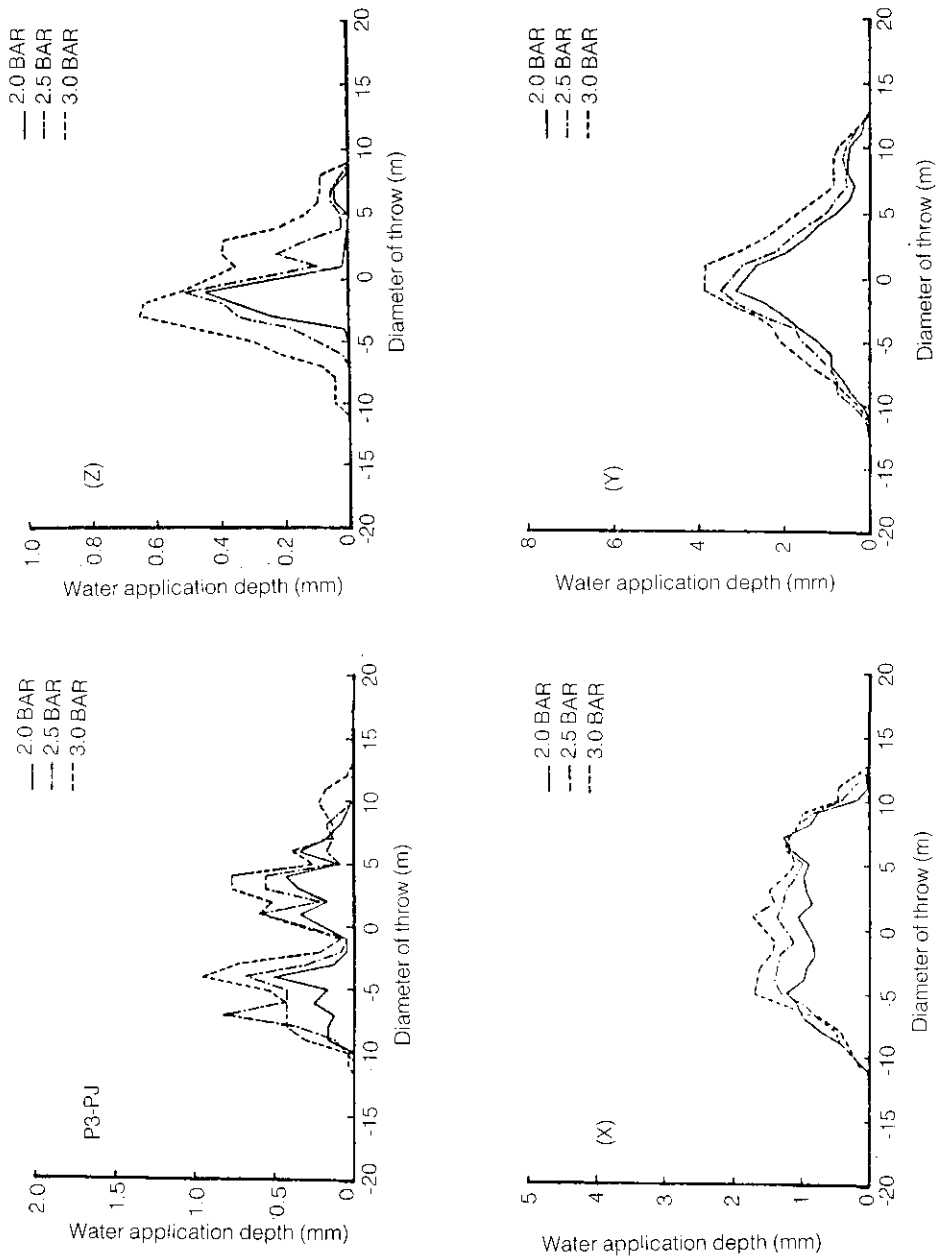 P3-PJ
2.0 BAR
2.5 BAR
3.0 BAR
Water application depth (mm)
2.0
1.5
1.0
0.5
0
-20 -15 -10 -5 0 5 10 15 20
Diameter of throw (m)
(Z)
2.0 BAR
2.5 BAR
3.0 BAR
Water application depth (mm)
1.0
0.8
0.6
0.4
0.2
0
-20 -15 -10 -5 0 5 10 15 20
Diameter of throw (m)
(X)
2.0 BAR
2.5 BAR
3.0 BAR
Water application depth (mm)
5
4
3
2
1
0
-20 -15 -10 -5 0 5 10 15 20
Diameter of throw (m)
(Y)
2.0 BAR
2.5 BAR
3.0 BAR
Water application depth (mm)
8
6
4
2
0
-20 -15 -10 -5 0 5 10 15 20
Diameter of throw (m)